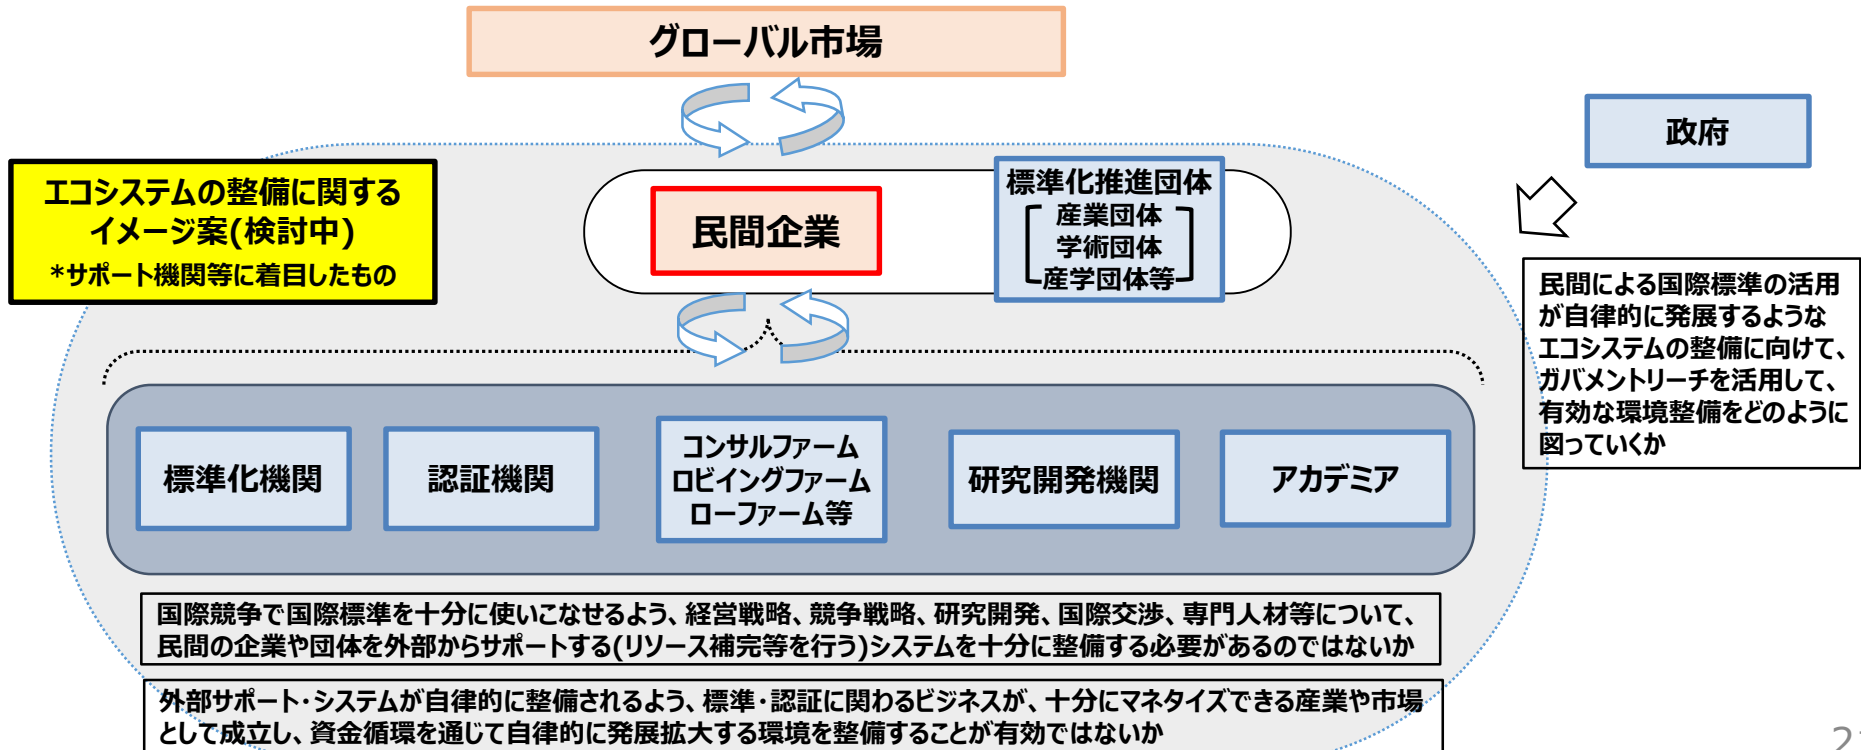 グローバル市場
政府
エコシステムの整備に関する
イメージ案(検討中)
*サポート機関等に着目したもの
民間企業
標準化推進団体
産業団体
学術団体
産学団体等
民間による国際標準の活用
が自律的に発展するような
エコシステムの整備に向けて、
ガバメントリーチを活用して、
有効な環境整備をどのように
図っていくか
標準化機関
認証機関
コンサルファーム
ロビイングファーム
ローファーム等
研究開発機関
アカデミア
国際競争で国際標準を十分に使いこなせるよう、経営戦略、競争戦略、研究開発、国際交渉、専門人材等について、
民間の企業や団体を外部からサポートする(リソース補完等を行う)システムを十分に整備する必要があるのではないか
外部サポート・システムが自律的に整備されるよう、標準・認証に関わるビジネスが、十分にマネタイズできる産業や市場
として成立し、資金循環を通じて自律的に発展拡大する環境を整備することが有効ではないか